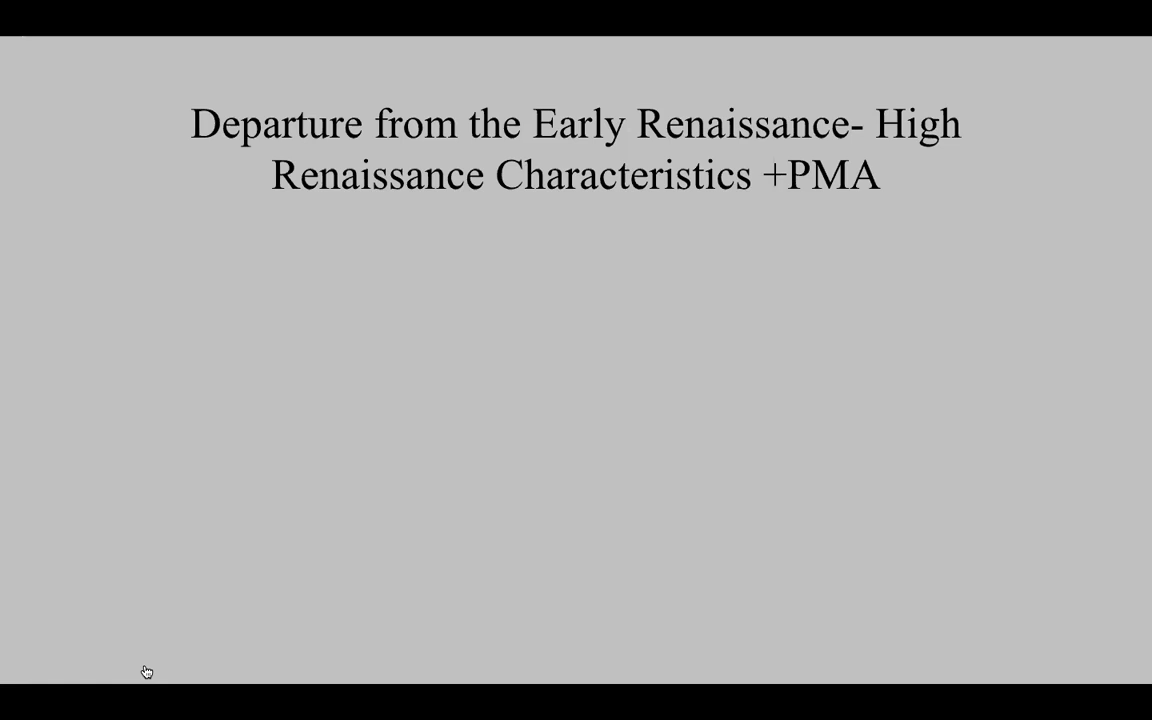 Departure from the Early Renaissance- High
Renaissance Characteristics +PMA